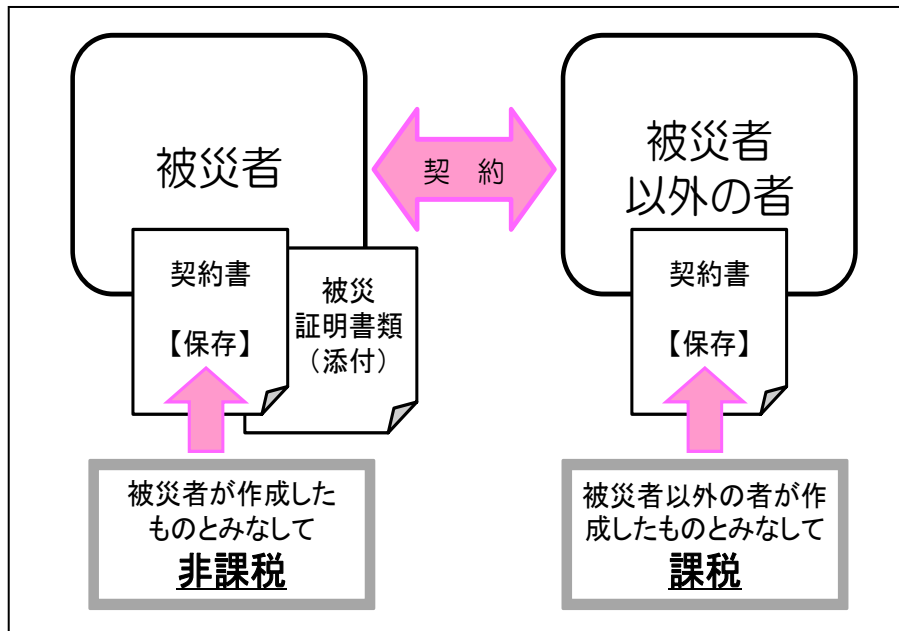 被災者
契　約
被災者
以外の者
契約書
【保存】
被災
証明書類
（添付）
契約書
【保存】
被災者が作成した
ものとみなして
非課税
被災者以外の者が作
成したものとみなして
課税